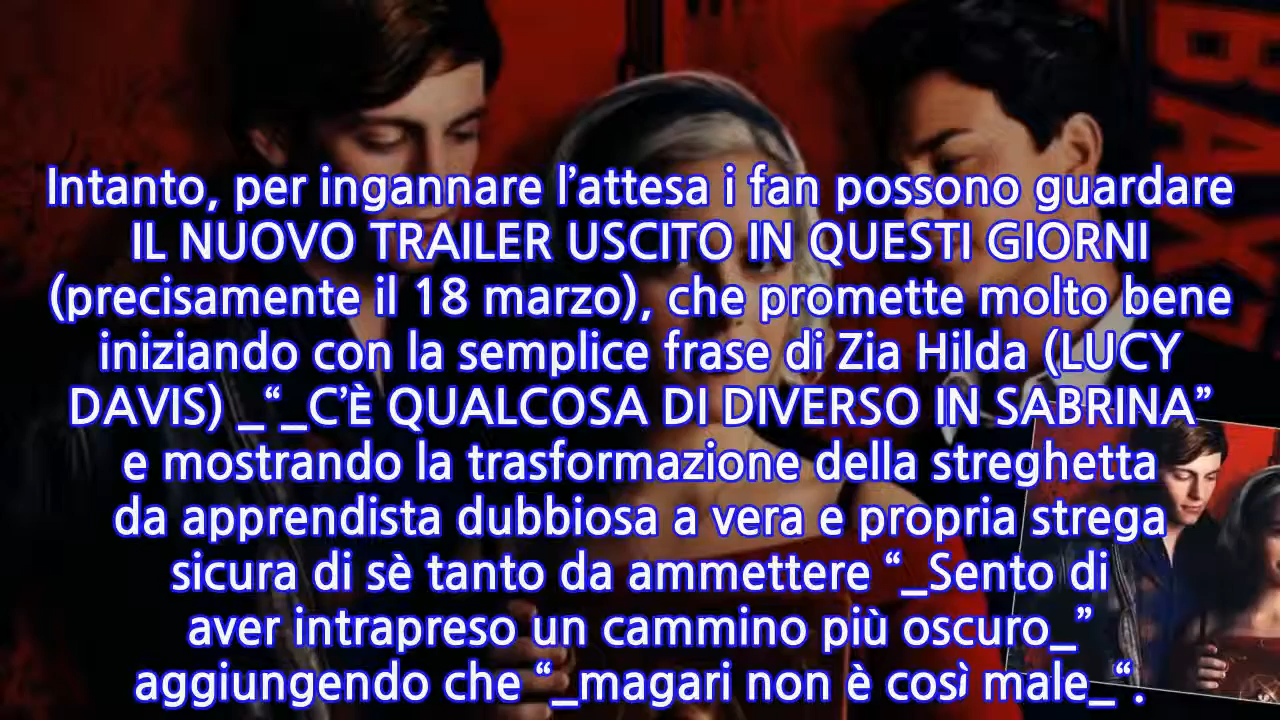 Intanto, per ingannare l’attesa i fan possono guardare
IL NUOVO TRAILER USCITO IN QUESTI GIORNI
(precisamente il 18 marzo), che promette molto bene
iniziando con la semplice frase di Zia Hilda (LUCY
DAVIS) _“ _C’È QUALCOSA DI DIVERSO IN SABRINA”
e mostrando la trasformazione della streghetta
da apprendista dubbiosa a vera e propria strega
sicura di sè tanto da ammettere “_Sento di
aver intrapreso un cammino più oscuro_”
aggiungendo che “_magari non è così male_“.